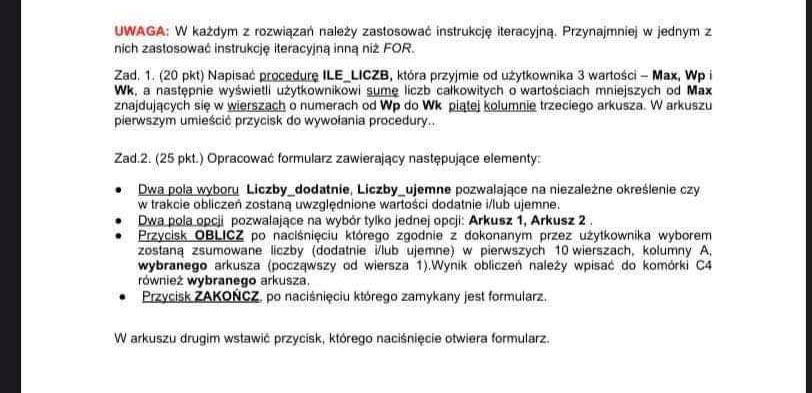 UWAGA: W każdym z rozwiązań należy zastosować instrukcję iteracyjną. Przynajmniej w jednym z
nich zastosować instrukcję iteracyjną inną niż FOR.
Zad. 1. (20 pkt) Napisać procedurę ILE_LICZB, która przyjmie od użytkownika 3 wartości – Max, Wp i
Wk, a następnie wyświetli użytkownikowi sumę liczb całkowitych o wartościach mniejszych od Max
znajdujących się w wierszach o numerach od Wp do Wk piątej kolumnie trzeciego arkusza. W arkuszu
pierwszym umieścić przycisk do wywołania procedury..
Zad.2. (25 pkt.) Opracować formularz zawierający następujące elementy:
• Dwa pola wyboru Liczby_dodatnie, Liczby_ujemne pozwalające na niezależne określenie czy
w trakcie obliczeń zostaną uwzględnione wartości dodatnie i/lub ujemne.
• Dwa pola opcji pozwalające na wybór tylko jednej opcji: Arkusz 1, Arkusz 2 .
• Przycisk OBLICZ po naciśnięciu którego zgodnie z dokonanym przez użytkownika wyborem
zostaną zsumowane liczby (dodatnie i/lub ujemne) w pierwszych 10 wierszach, kolumny A,
wybranego arkusza (począwszy od wiersza 1).Wynik obliczeń należy wpisać do komórki C4
również wybranego arkusza.
• Przycisk ZAKOŃCZ, po naciśnięciu którego zamykany jest formularz.
W arkuszu drugim wstawić przycisk, którego naciśnięcie otwiera formularz.